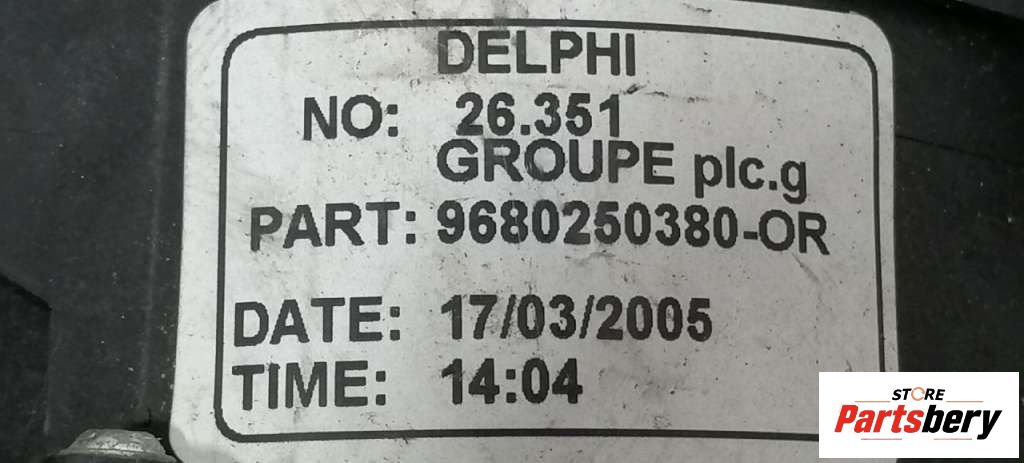 DELPHI
NO: 26.351
GROUPE plc.g
PART: 9680250380-OR
DATE: 17/03/2005
TIME: 14:04
STORE
Partsbery